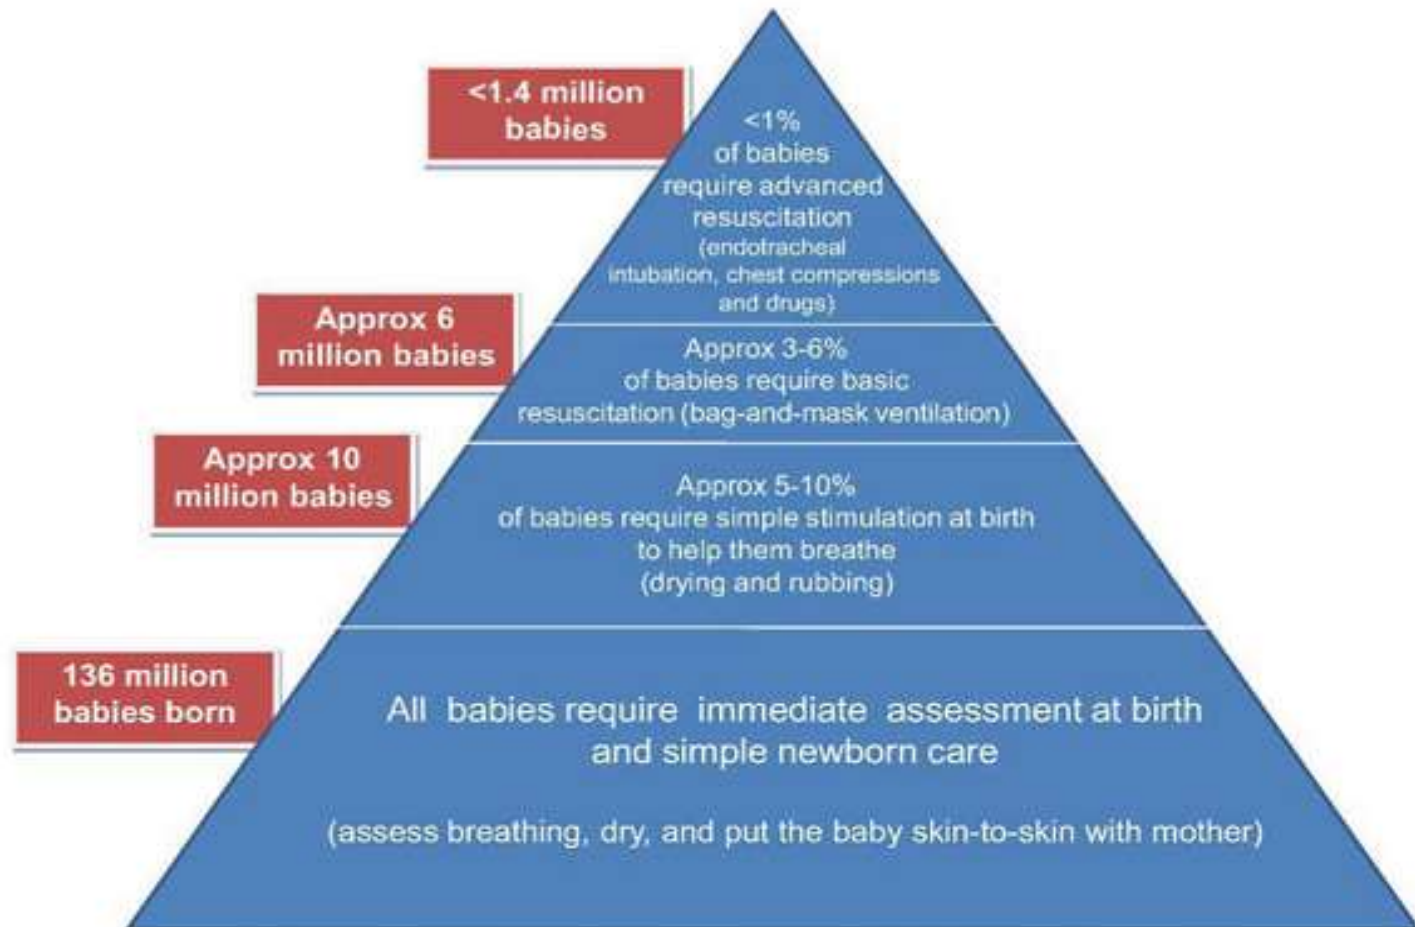 <1.4 million
babies
<1%
of babies
require advanced
resuscitation
(endotracheal
intubation, chest compressions
and drugs)
Approx 6
million babies
Approx 3-6%
of babies require basic
resuscitation (bag-and-mask ventilation)
Approx 10
million babies
Approx 5-10%
of babies require simple stimulation at birth
to help them breathe
(drying and rubbing)
136 million
babies born
All babies require immediate assessment at birth
and simple newborn care
(assess breathing, dry, and put the baby skin-to-skin with mother)